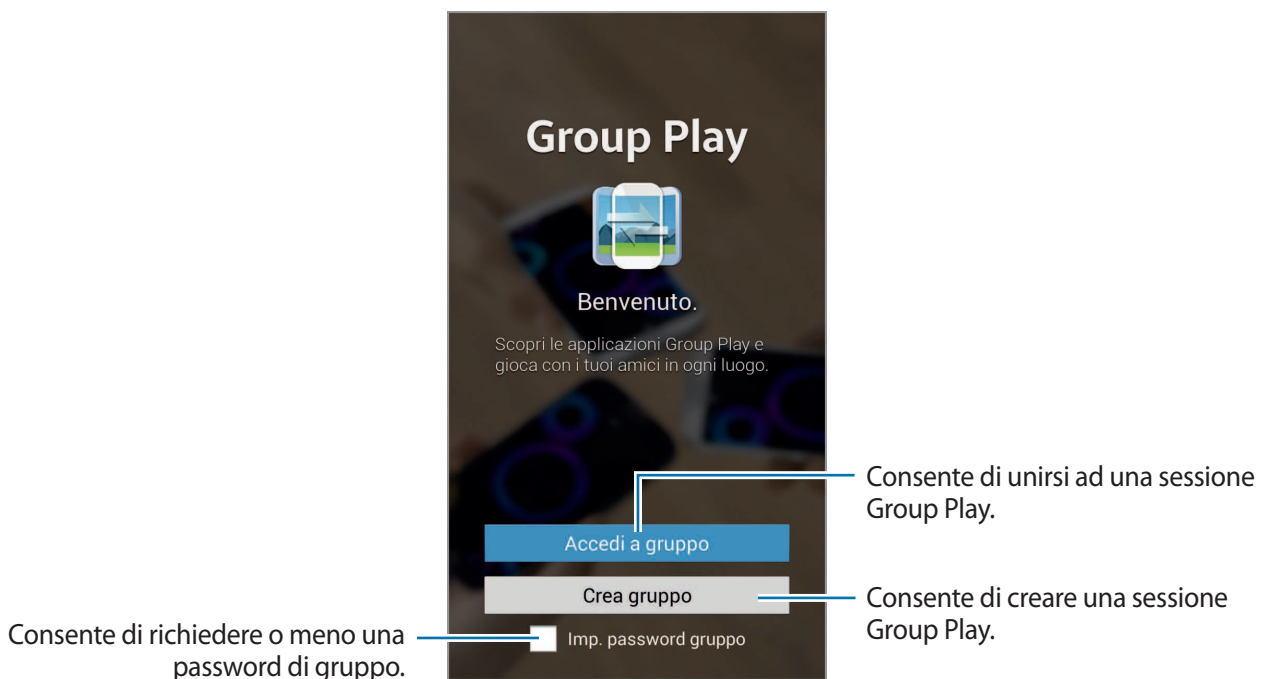 Group Play
Benvenuto.
Scopri le applicazioni Group Play e
gioca con i tuoi amici in ogni luogo.
Consente di unirsi ad una sessione
Group Play.
Accedi a gruppo
Crea gruppo
Consente di creare una sessione
Group Play.
Consente di richiedere o meno una
password di gruppo.
Imp. password gruppo